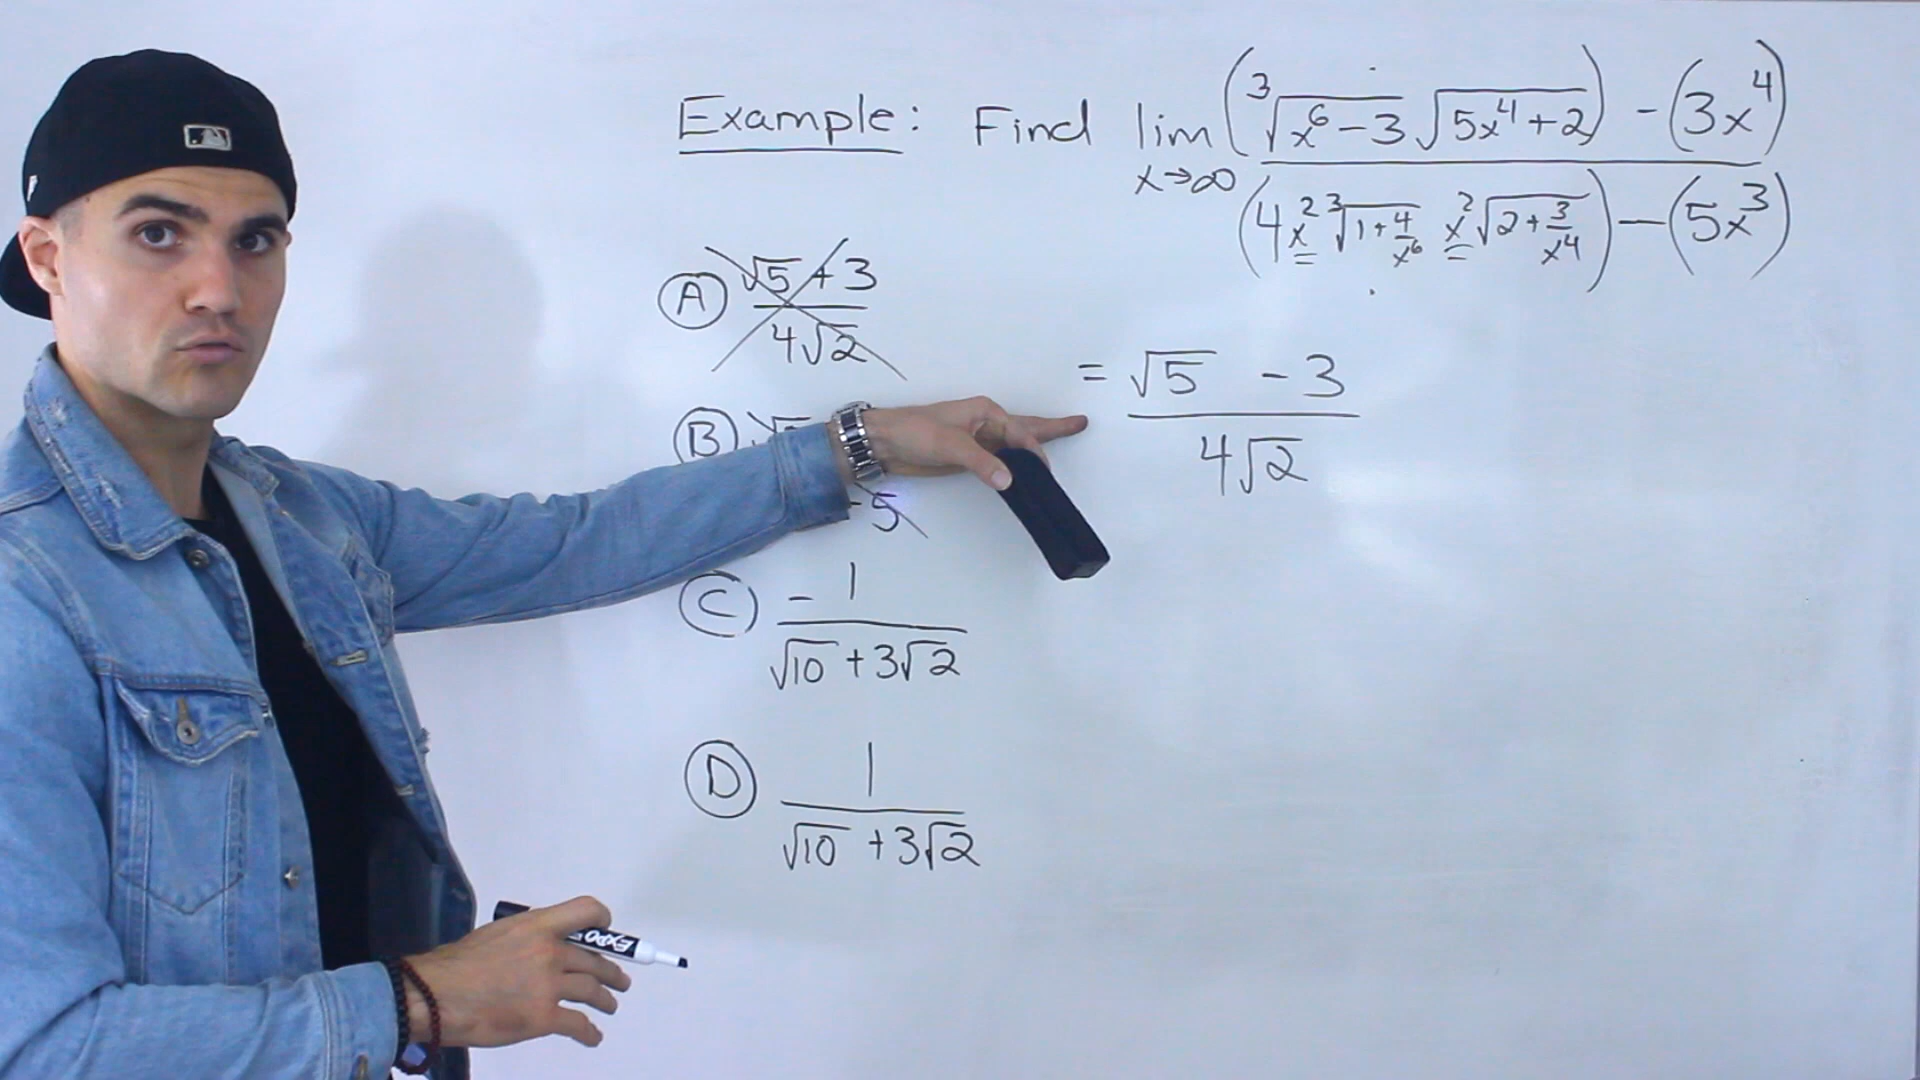 Example: Find lim x→∞ ((∛(x⁶-3) √(5x⁴+2)) - (3x⁴)) / ((4x² ∛(1+4/x⁶) x² √(2+3/x⁴)) - (5x³))
Ⓐ (√5+3)/(4√2)
= (√5 - 3)/(4√2)
Ⓑ
-5
Ⓒ -1/(√10+3√2)
Ⓓ 1/(√10+3√2)
EXPO